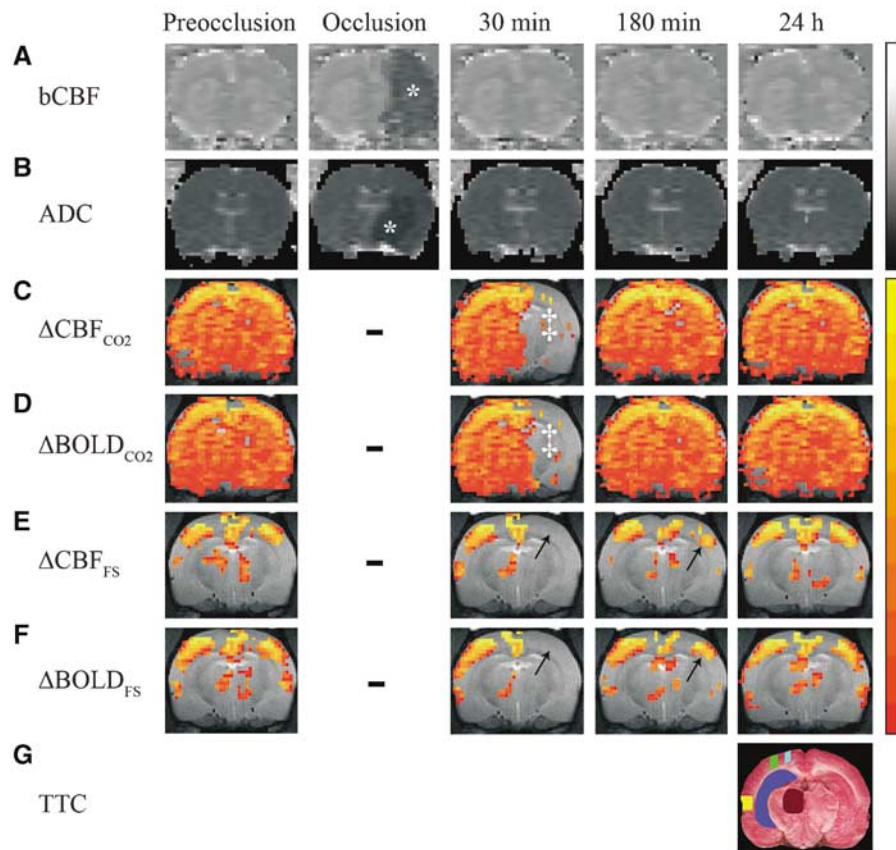 Preocclusion Occlusion 30 min 180 min 24 h
A
bCBF
*
B
ADC
*
C
ΔCBFCO2
-
‡
D
ΔBOLDCO2
-
‡
E
ΔCBFFS
-
F
ΔBOLDFS
-
G
TTC